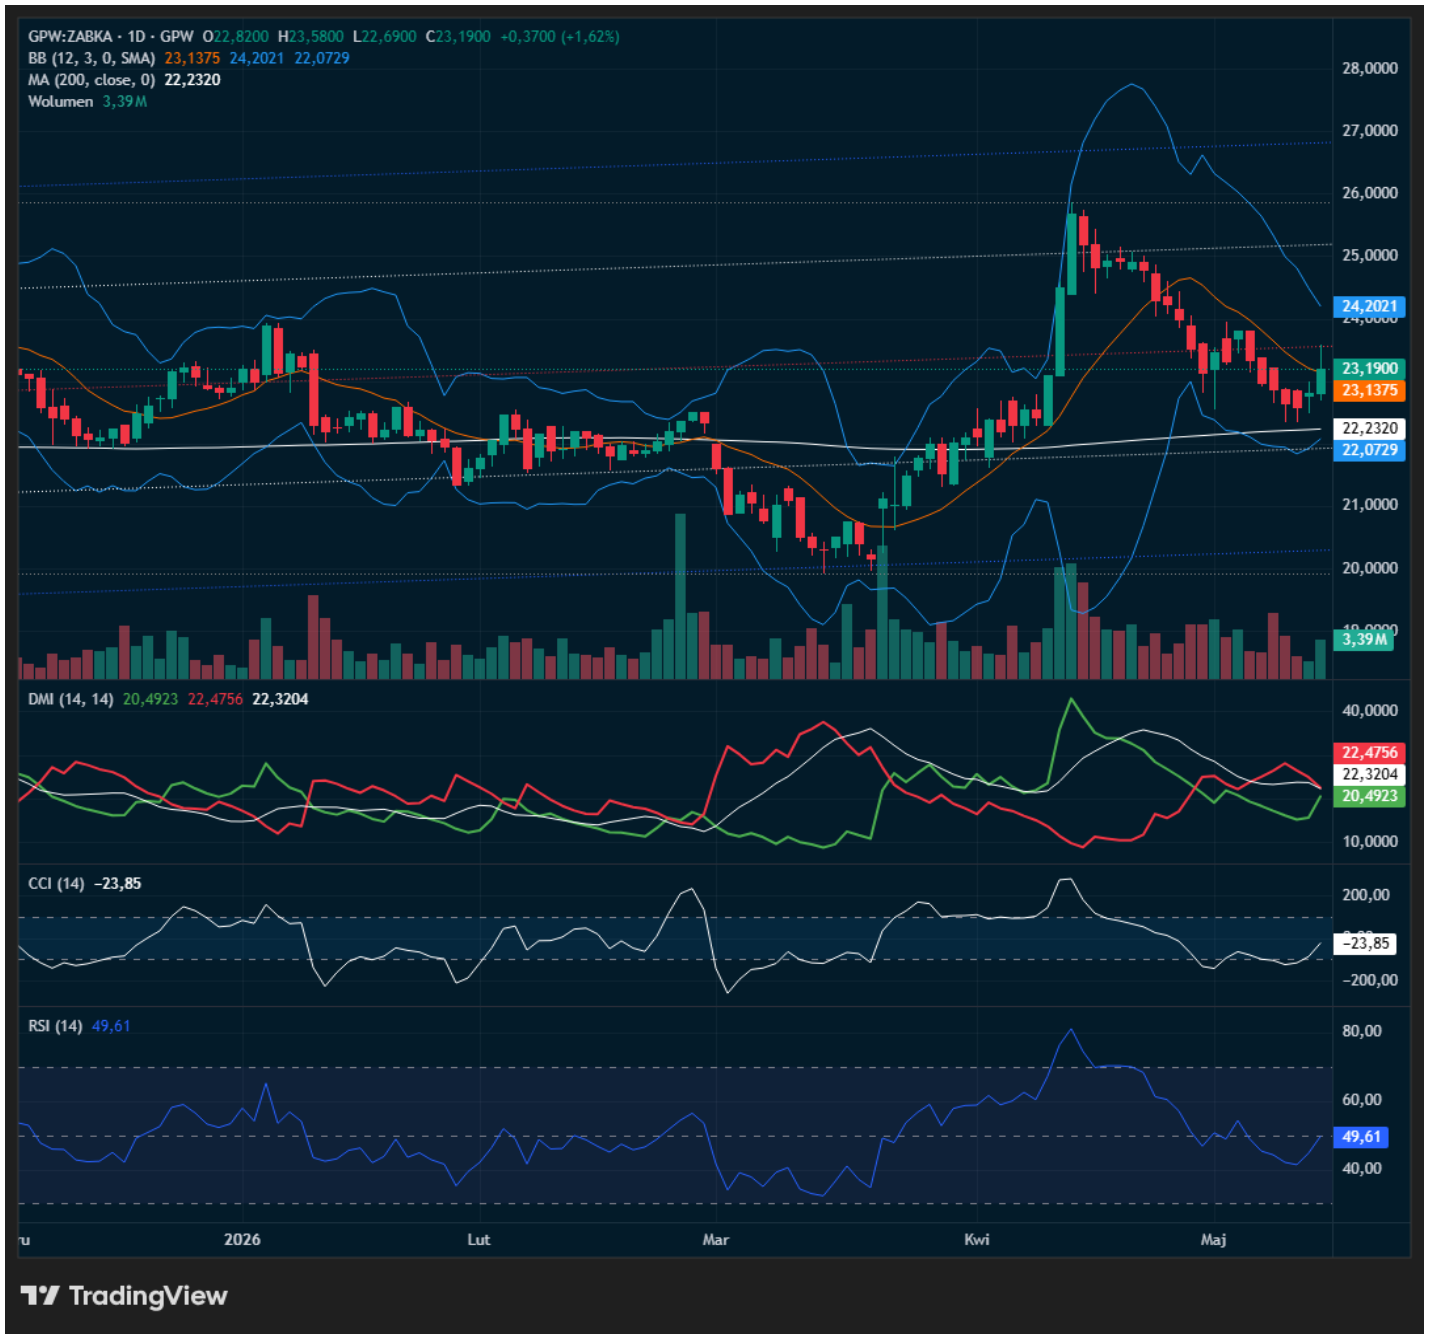 GPW:ZABKA · 1D · GPW O22,8200 H23,5800 L22,6900 C23,1900 +0,3700 (+1,62%)
BB (12, 3, 0, SMA) 23,1375 24,2021 22,0729
MA (200, close, 0) 22,2320
Wolumen 3,39M
28,0000
27,0000
26,0000
25,0000
24,2021
24,0000
23,1900
23,1375
22,2320
22,0729
21,0000
20,0000
19,0000
3,39M
DMI (14, 14) 20,4923 22,4756 22,3204
40,0000
22,4756
22,3204
20,4923
10,0000
CCI (14) −23,85
200,00
−23,85
−200,00
RSI (14) 49,61
80,00
60,00
49,61
40,00
2026 Lut Mar Kwi Maj
TradingView